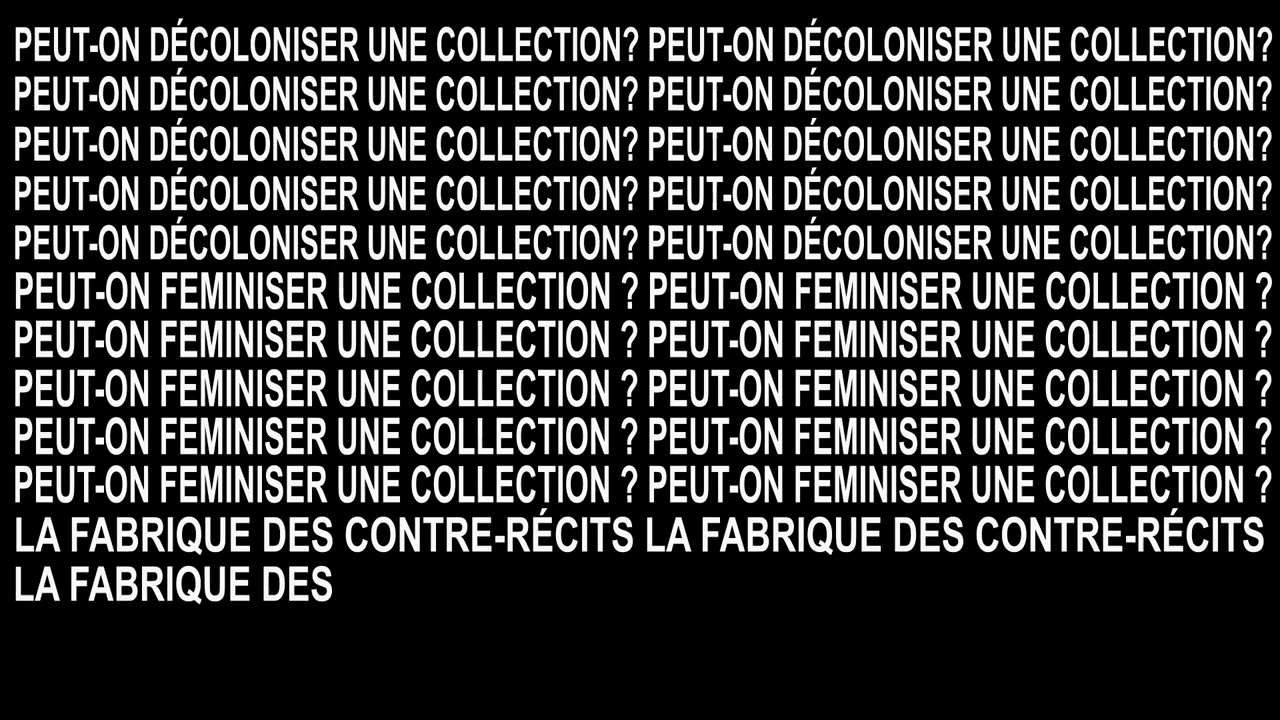 PEUT-ON DÉCOLONISER UNE COLLECTION? PEUT-ON DÉCOLONISER UNE COLLECTION?
PEUT-ON DÉCOLONISER UNE COLLECTION? PEUT-ON DÉCOLONISER UNE COLLECTION?
PEUT-ON DÉCOLONISER UNE COLLECTION? PEUT-ON DÉCOLONISER UNE COLLECTION?
PEUT-ON DÉCOLONISER UNE COLLECTION? PEUT-ON DÉCOLONISER UNE COLLECTION?
PEUT-ON DÉCOLONISER UNE COLLECTION? PEUT-ON DÉCOLONISER UNE COLLECTION?
PEUT-ON FEMINISER UNE COLLECTION ? PEUT-ON FEMINISER UNE COLLECTION ?
PEUT-ON FEMINISER UNE COLLECTION ? PEUT-ON FEMINISER UNE COLLECTION ?
PEUT-ON FEMINISER UNE COLLECTION ? PEUT-ON FEMINISER UNE COLLECTION ?
PEUT-ON FEMINISER UNE COLLECTION ? PEUT-ON FEMINISER UNE COLLECTION ?
PEUT-ON FEMINISER UNE COLLECTION ? PEUT-ON FEMINISER UNE COLLECTION ?
LA FABRIQUE DES CONTRE-RÉCITS LA FABRIQUE DES CONTRE-RÉCITS
LA FABRIQUE DES